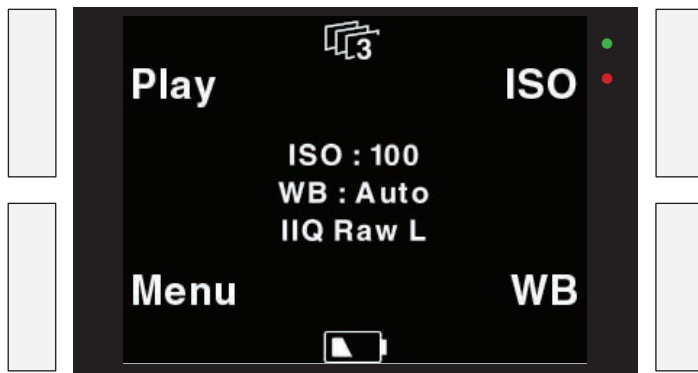 3
Play
ISO
ISO : 100
WB : Auto
IIQ Raw L
Menu
WB